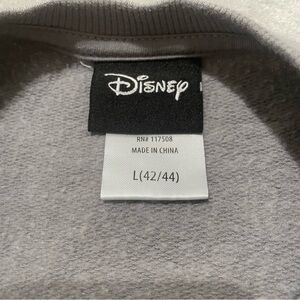 Disney
RN# 117508
MADE IN CHINA
L(42/44)